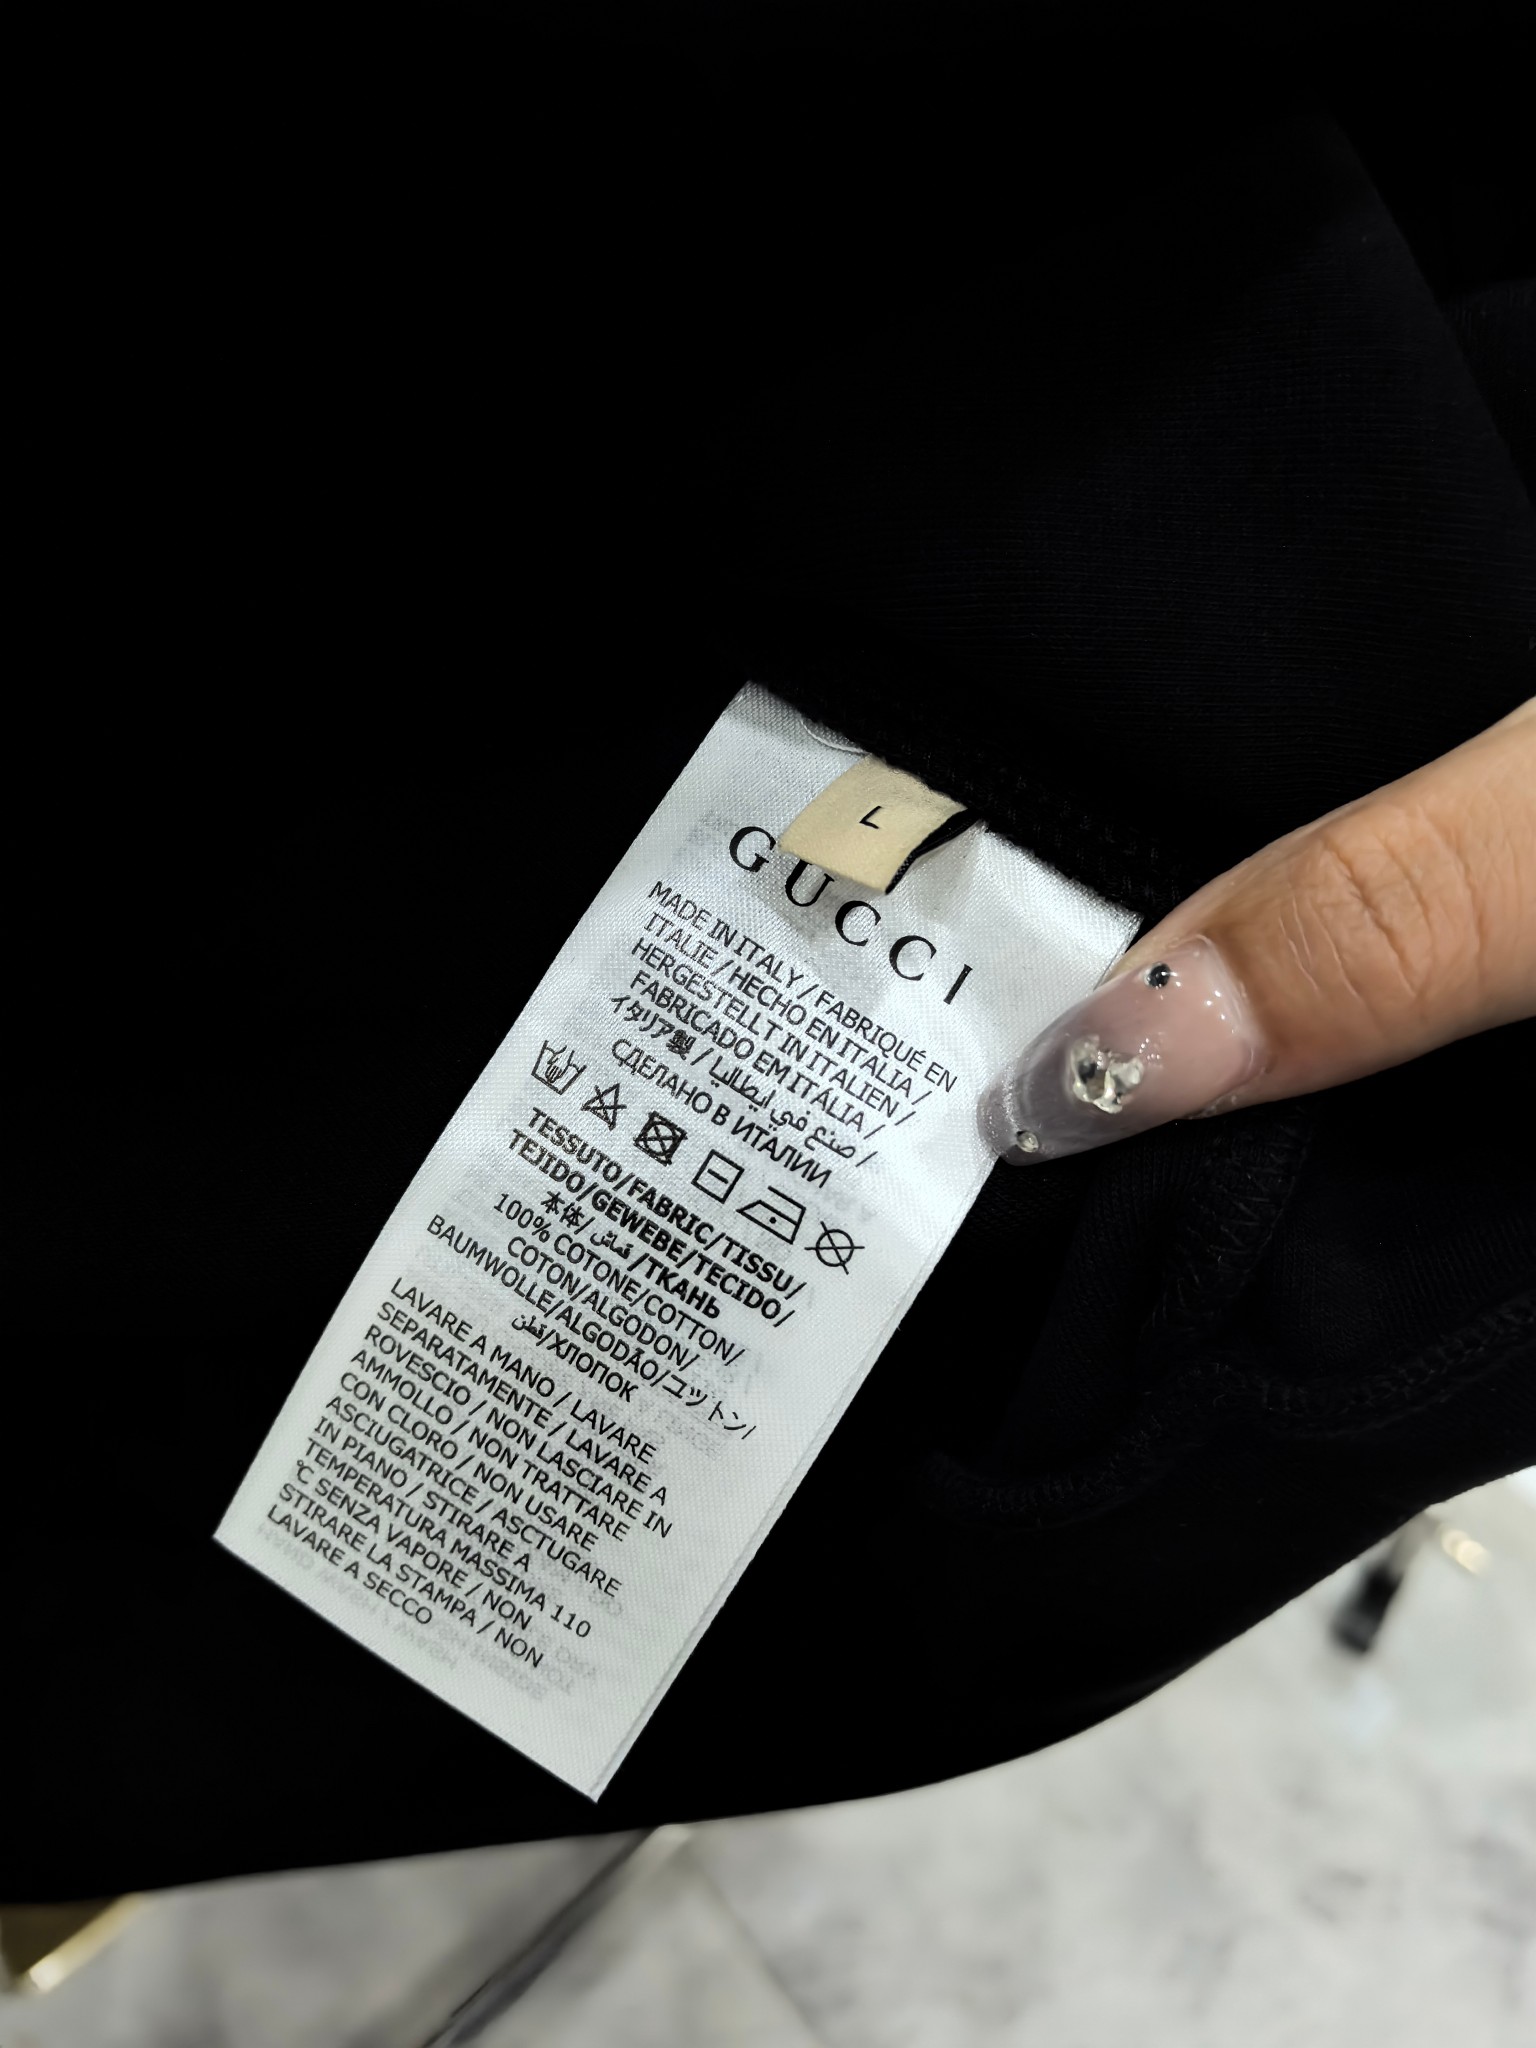 L
GUCCI
MADE IN ITALY / FABRIQUÉ EN
ITALIE / HECHO EN ITALIA /
HERGESTELLT IN ITALIEN /
FABRICADO EM ITÁLIA /
イタリア製 / صنع في ايطاليا /
СДЕЛАНО В ИТАЛИИ
TESSUTO/FABRIC/TISSU/
TEJIDO/GEWEBE/TECIDO/
本体/قماش/ТКАНЬ
100% COTONE/COTTON/
COTON/ALGODON/
BAUMWOLLE/ALGODÃO/コットン/
قطن/ХЛОПОК
LAVARE A MANO / LAVARE
SEPARATAMENTE / LAVARE A
ROVESCIO / NON LASCIARE IN
AMMOLLO / NON TRATTARE
CON CLORO / NON USARE
ASCIUGATRICE / ASCTUGARE
IN PIANO / STIRARE A
TEMPERATURA MASSIMA 110
°C SENZA VAPORE / NON
STIRARE LA STAMPA / NON
LAVARE A SECCO